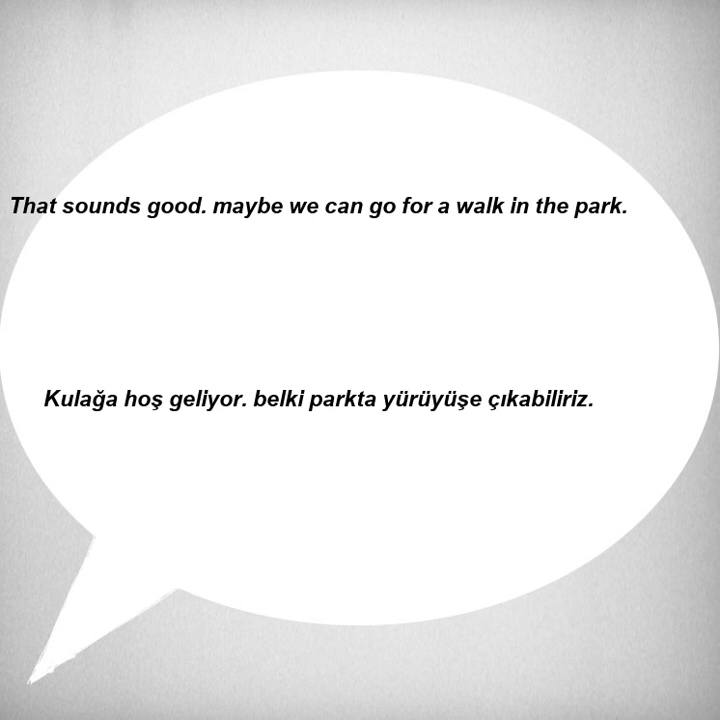 That sounds good. maybe we can go for a walk in the park.
Kulağa hoş geliyor. belki parkta yürüyüşe çıkabiliriz.